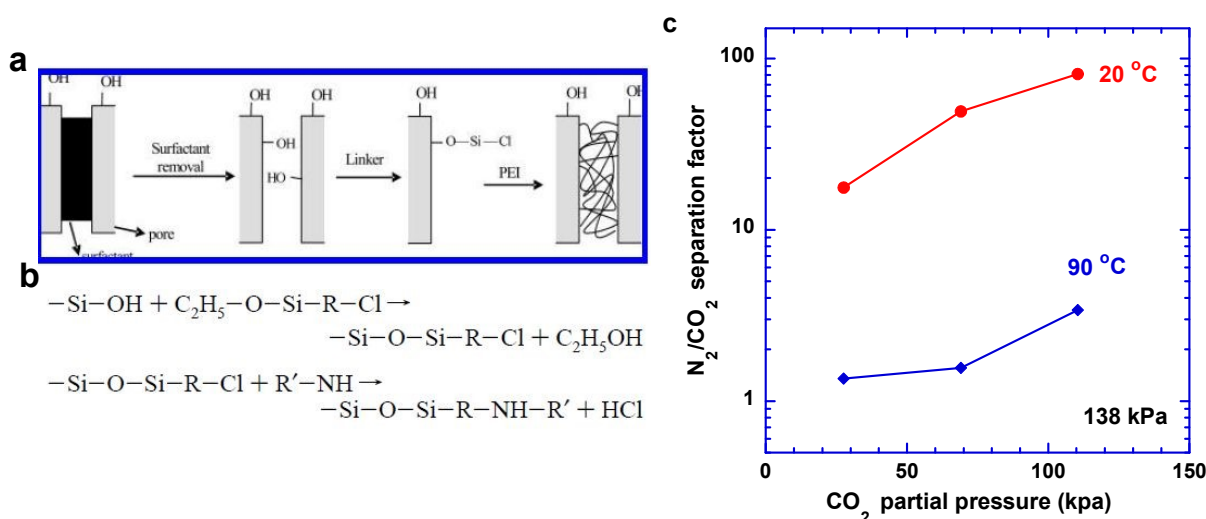 a
OH
OH
OH
OH
OH
OH
OH
Surfactant
removal
OH
HO
Linker
O—Si—Cl
PEI
pore
surfactant
b
—Si—OH + C₂H₅—O—Si—R—Cl →
—Si—O—Si—R—Cl + C₂H₅OH
—Si—O—Si—R—Cl + R′—NH →
—Si—O—Si—R—NH—R′ + HCl
c
N₂/CO₂ separation factor
100
10
1
20 °C
90 °C
138 kPa
0 50 100 150
CO₂ partial pressure (kpa)